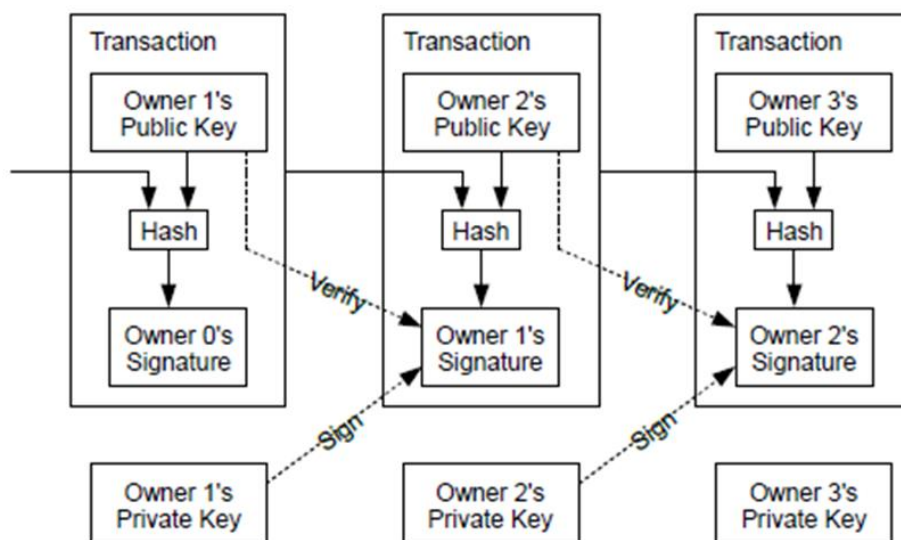 Transaction
Transaction
Transaction
Owner 1's
Public Key
Owner 2's
Public Key
Owner 3's
Public Key
Hash
Hash
Hash
Verify
Verify
Owner 0's
Signature
Owner 1's
Signature
Owner 2's
Signature
Sign
Sign
Owner 1's
Private Key
Owner 2's
Private Key
Owner 3's
Private Key